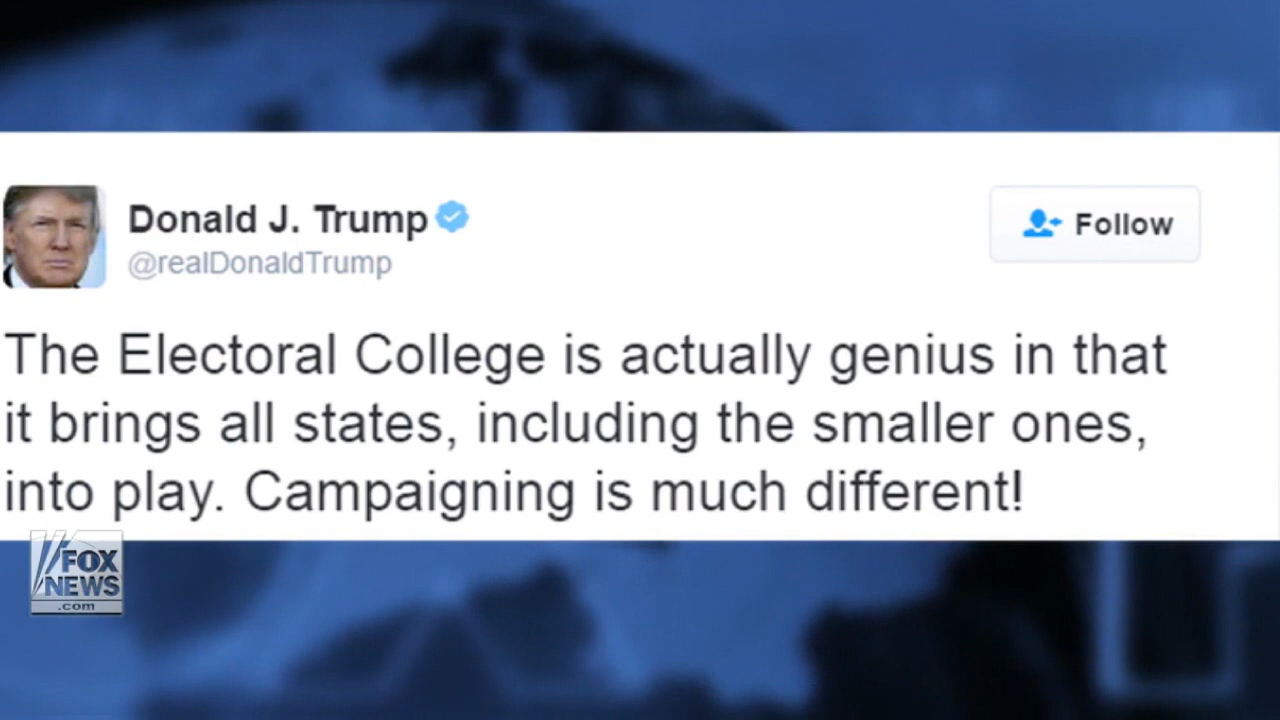 Donald J. Trump
@realDonaldTrump
Follow
The Electoral College is actually genius in that
it brings all states, including the smaller ones,
into play. Campaigning is much different!
FOX
NEWS
.com